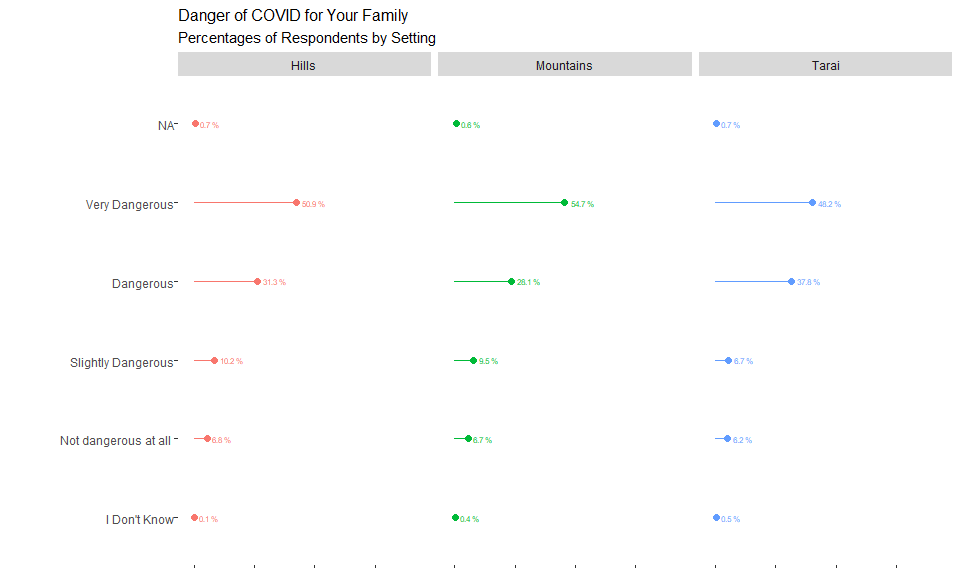 Danger of COVID for Your Family
Percentages of Respondents by Setting
Hills Mountains Tarai
NA 0.7 % 0.6 % 0.7 %
Very Dangerous 50.9 % 54.7 % 48.2 %
Dangerous 31.3 % 28.1 % 37.8 %
Slightly Dangerous 10.2 % 9.5 % 6.7 %
Not dangerous at all 6.8 % 6.7 % 6.2 %
I Don't Know 0.1 % 0.4 % 0.5 %